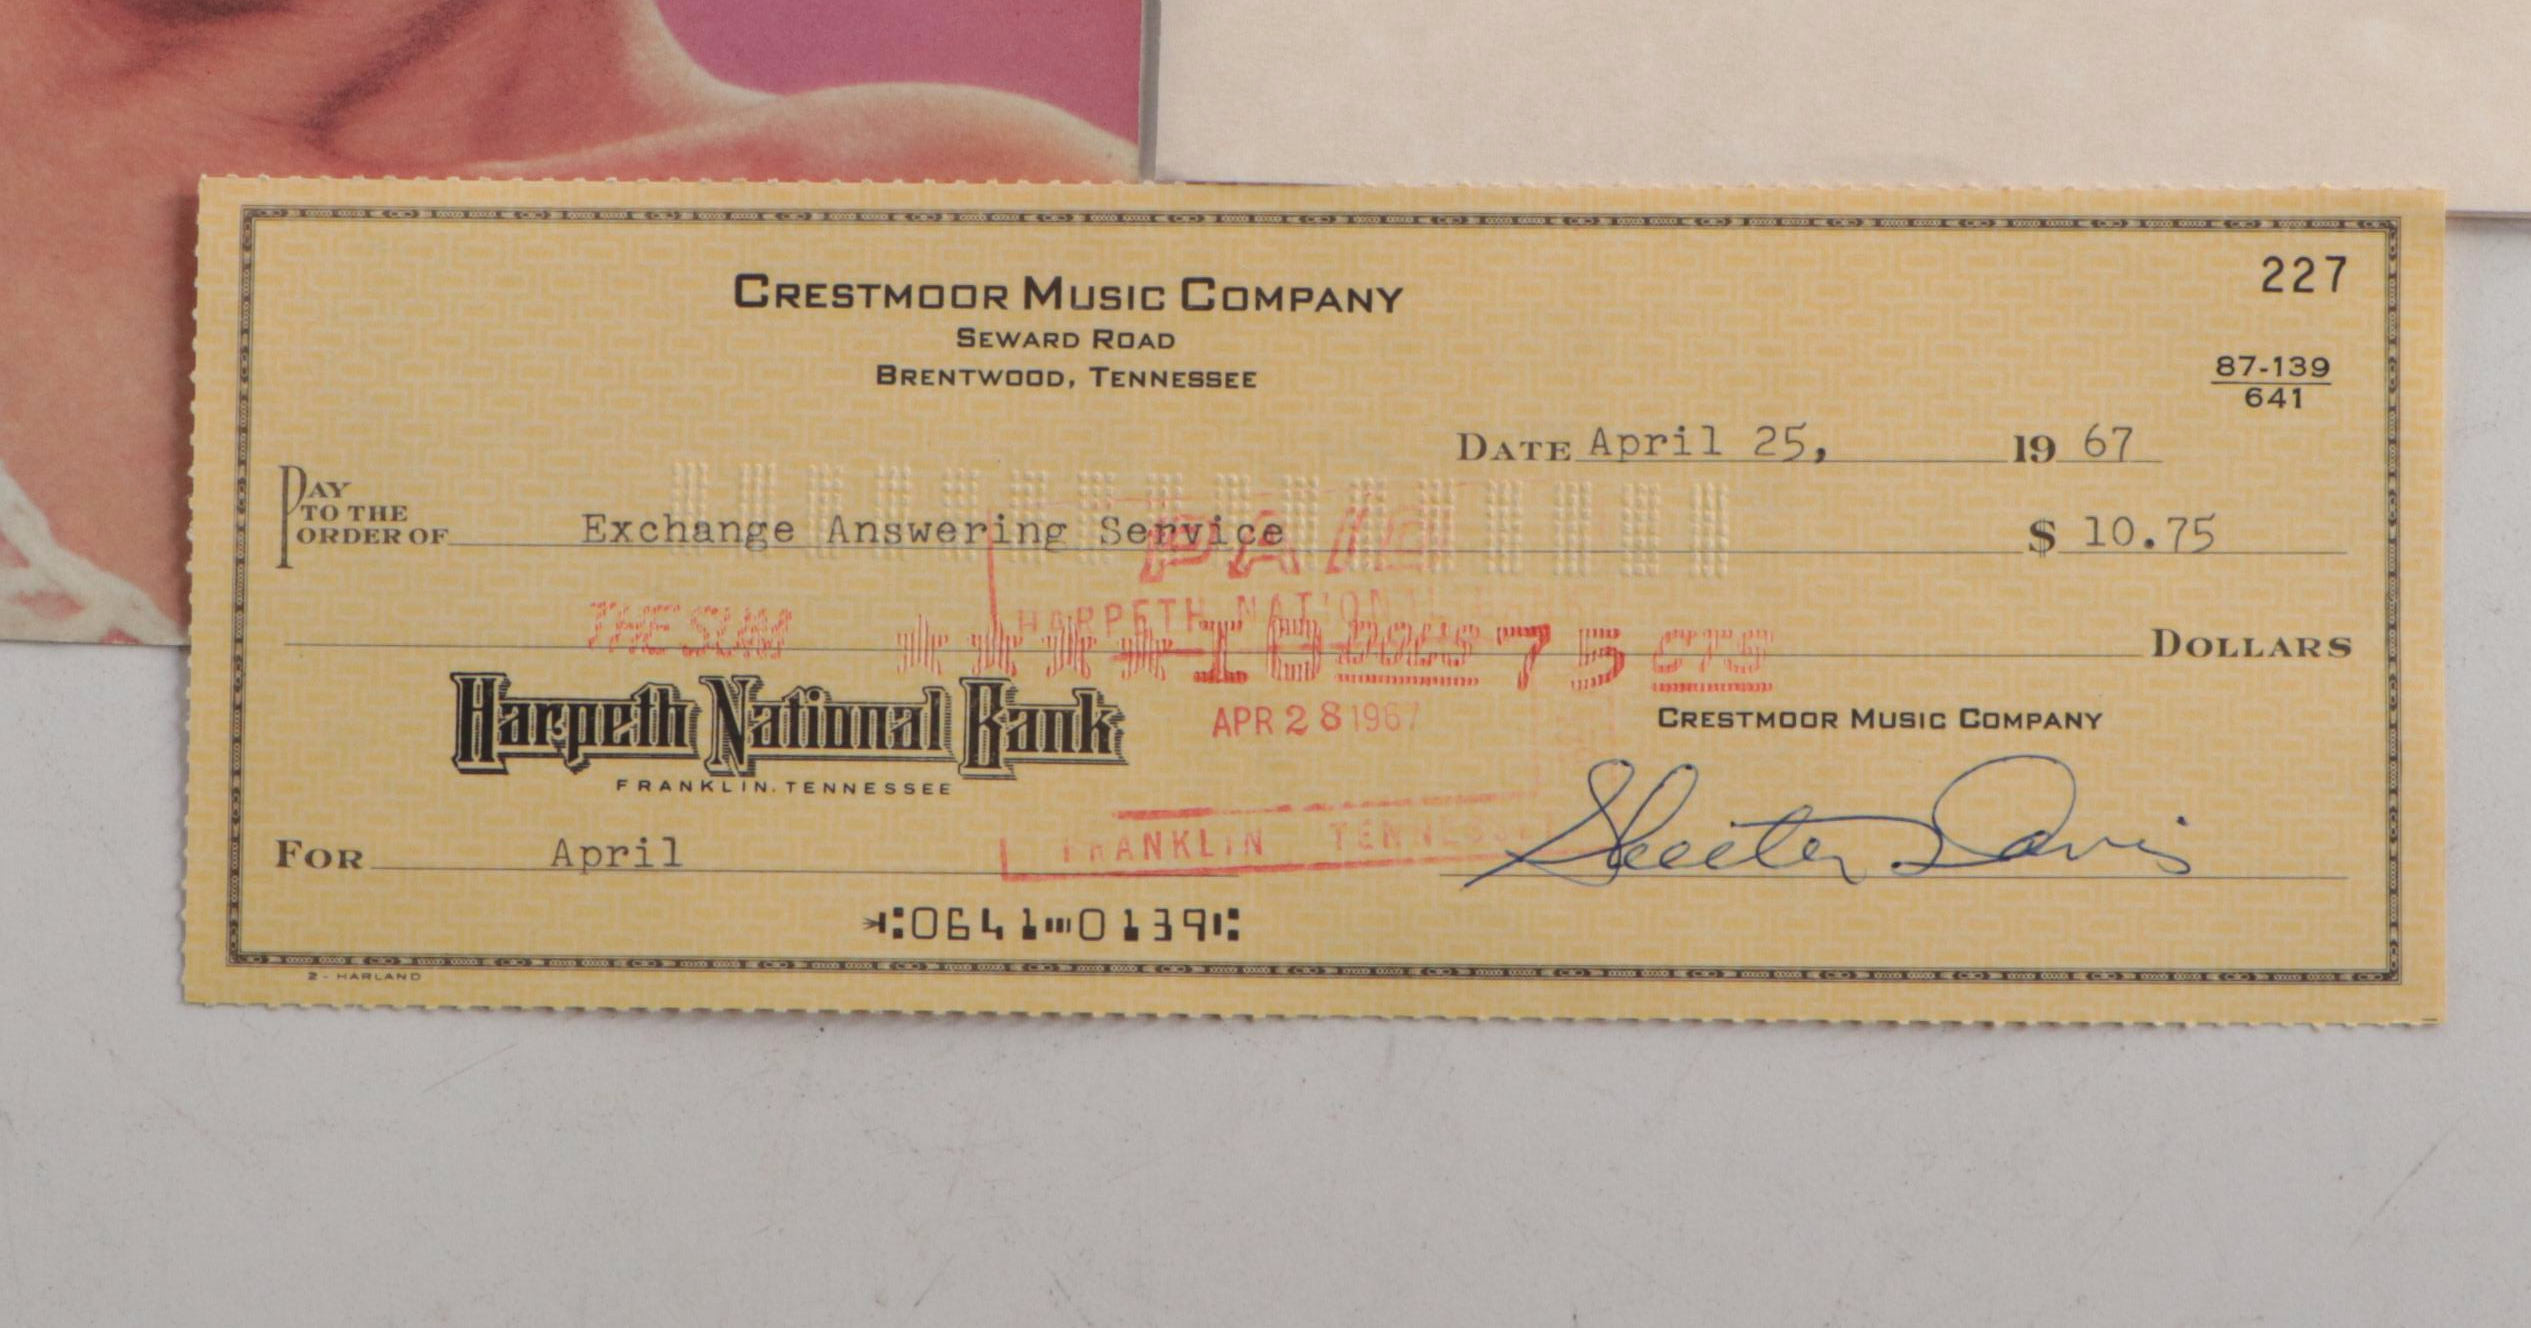 CRESTMOOR MUSIC COMPANY
SEWARD ROAD
BRENTWOOD, TENNESSEE
227
87-139
641
DATE April 25, 19 67
PAY
TO THE
ORDER OF Exchange Answering Service $ 10.75
PAID
HARPETH NATIONAL
THE SUM 10 DOLS 75 CTS DOLLARS
Harpeth National Bank
FRANKLIN, TENNESSEE
APR 28 1967
CRESTMOOR MUSIC COMPANY
FRANKLIN TENNESSEE
Skeeter Davis
FOR April
0641 0139
2 - HARLAND